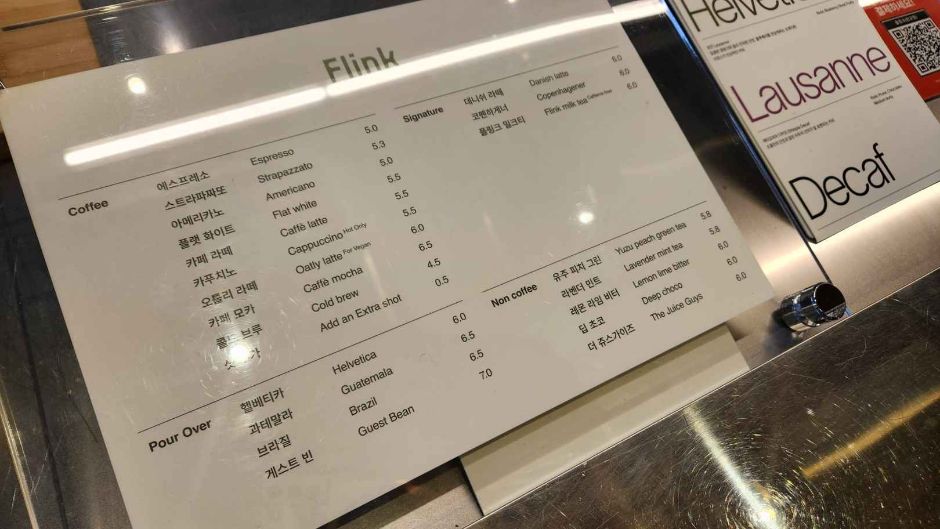 Flink
Coffee
에스프레소 Espresso 5.0
스트라파짜또 Strapazzato 5.3
아메리카노 Americano 5.0
플랫 화이트 Flat white 5.5
카페 라떼 Caffè latte 5.5
카푸치노 Cappuccino Hot Only 5.5
오틀리 라떼 Oatly latte For Vegan 6.0
카페 모카 Caffè mocha 6.5
콜드 브루 Cold brew 4.5
Add an Extra shot 0.5
Pour Over
헬베티카 Helvetica 6.0
과테말라 Guatemala 6.5
브라질 Brazil 6.5
게스트 빈 Guest Bean 7.0
Signature
데니쉬 라떼 Danish latte 6.0
코펜하게너 Copenhagener 6.0
플링크 밀크티 Flink milk tea Caffeine free 6.0
Non coffee
유주 피치 그린 Yuzu peach green tea 5.8
라벤더 민트 Lavender mint tea 5.8
레몬 라임 비터 Lemon lime bitter 6.0
딥 초코 Deep choco 6.0
더 쥬스가이즈 The Juice Guys 6.0
Helvetica
Lausanne
Decaf